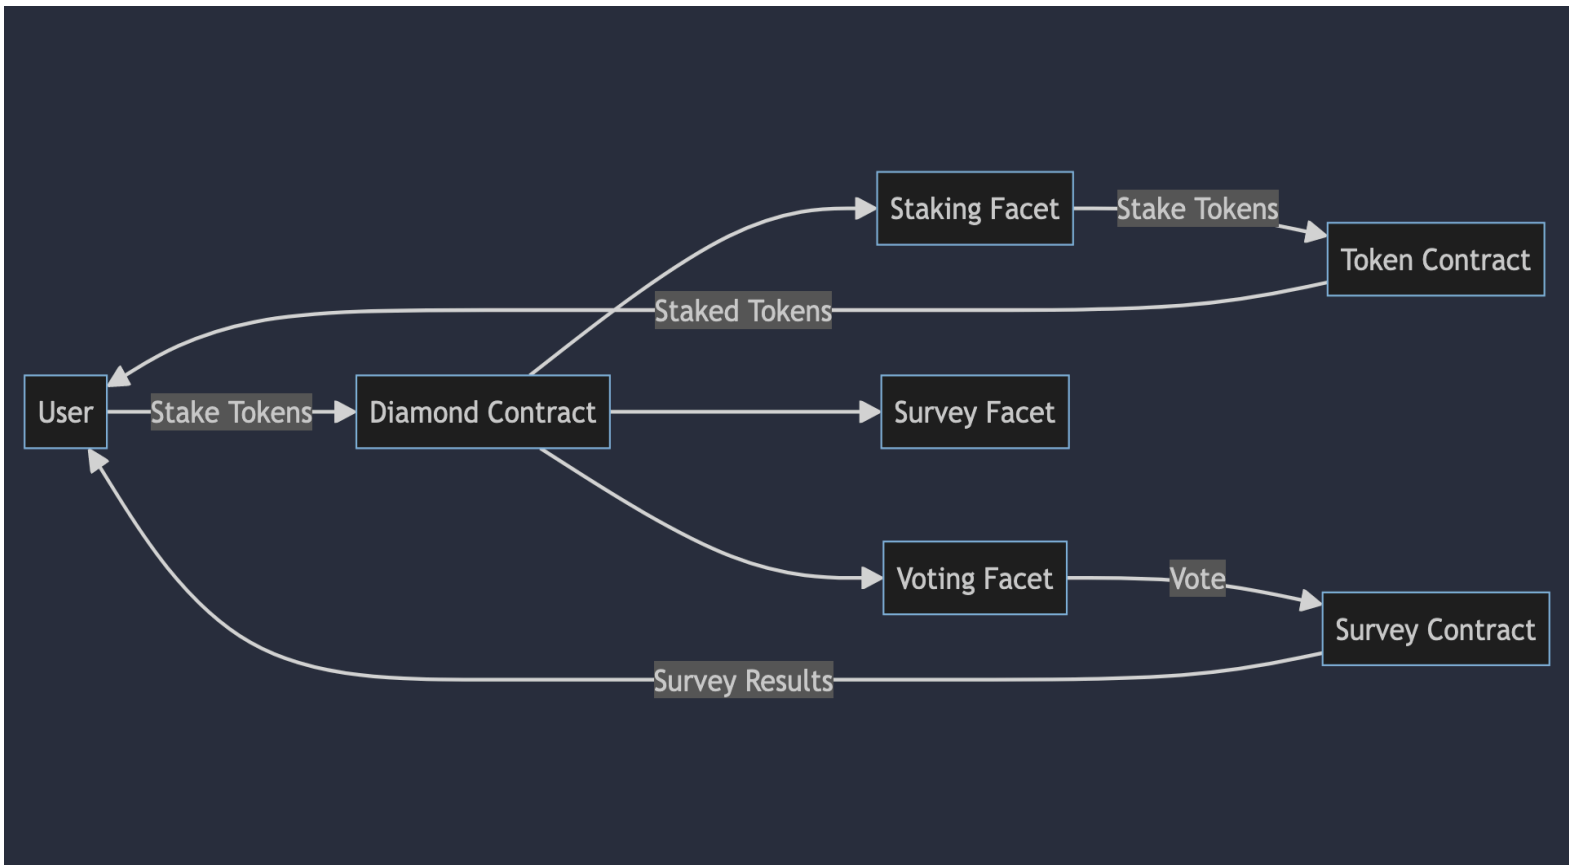 Staking Facet
Stake Tokens
Token Contract
Staked Tokens
User
Stake Tokens
Diamond Contract
Survey Facet
Voting Facet
Vote
Survey Contract
Survey Results